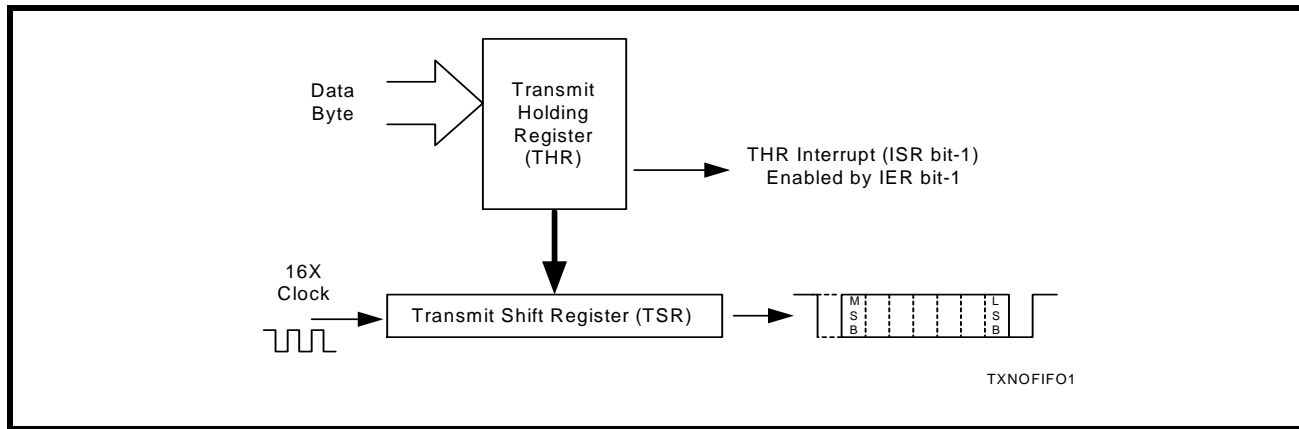 Data
Byte
Transmit
Holding
Register
(THR)
THR Interrupt (ISR bit-1)
Enabled by IER bit-1
16X
Clock
Transmit Shift Register (TSR)
M
S
B
L
S
B
TXNOFIFO1